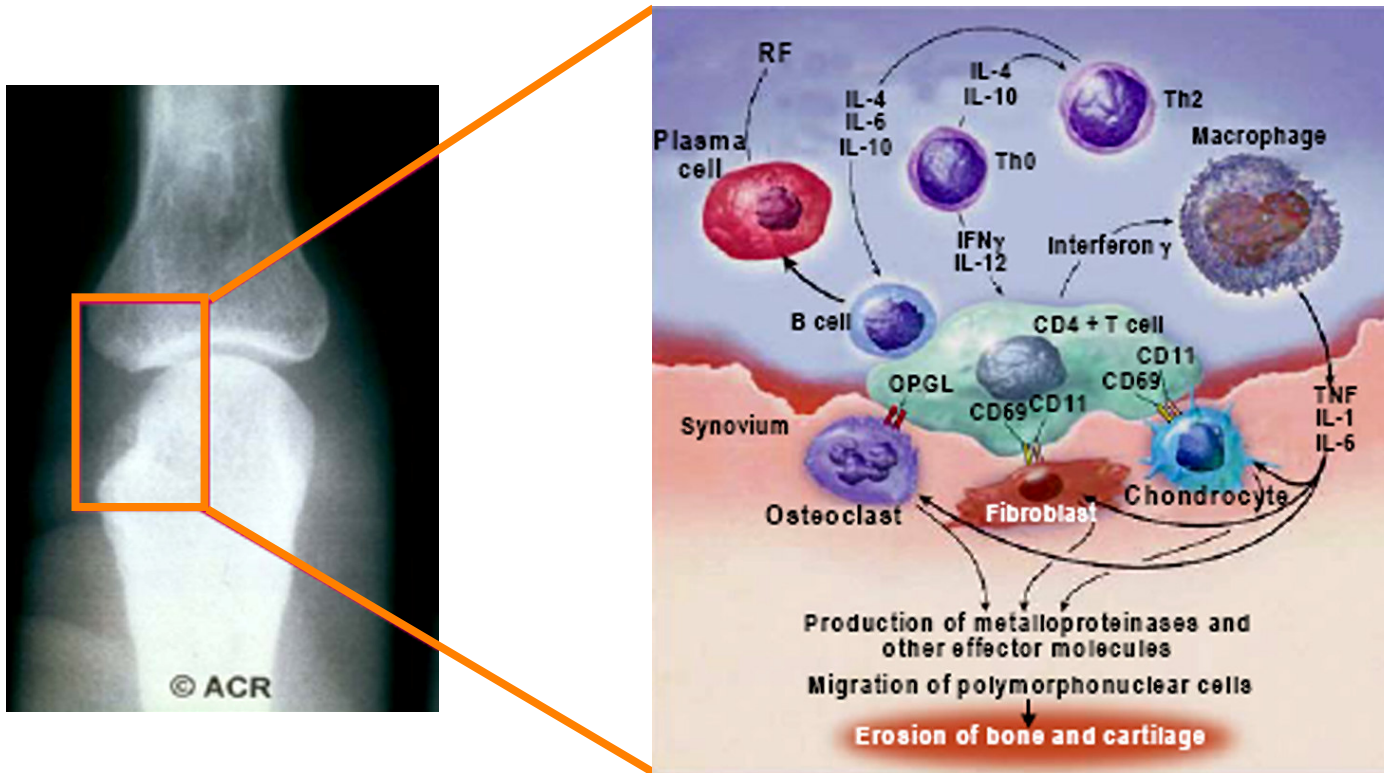 © ACR
RF
IL-4
IL-10
Th2
IL-4
IL-6
IL-10
Plasma
cell
Th0
Macrophage
IFNγ
IL-12
Interferon γ
B cell
CD4 + T cell
CD11
CD69
OPGL
CD69
CD11
TNF
IL-1
IL-6
Synovium
Osteoclast
Fibroblast
Chondrocyte
Production of metalloproteinases and
other effector molecules
Migration of polymorphonuclear cells
Erosion of bone and cartilage